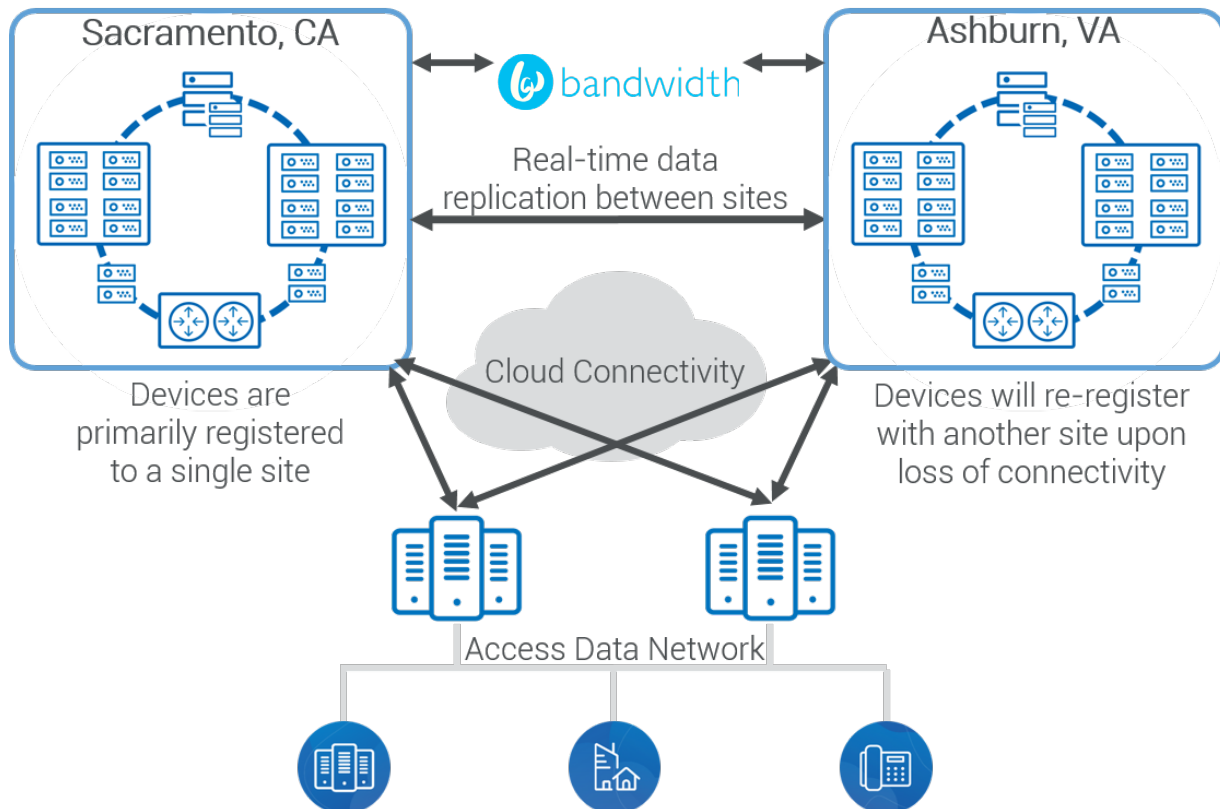 Sacramento, CA
Ashburn, VA
bandwidth
Real-time data
replication between sites
Cloud Connectivity
Devices are
primarily registered
to a single site
Devices will re-register
with another site upon
loss of connectivity
Access Data Network